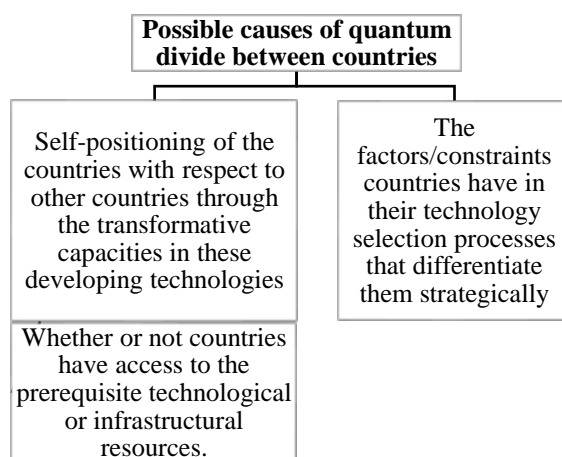 Possible causes of quantum
divide between countries
Self-positioning of the
countries with respect to
other countries through
the transformative
capacities in these
developing technologies
The
factors/constraints
countries have in
their technology
selection processes
that differentiate
them strategically
Whether or not countries
have access to the
prerequisite technological
or infrastructural
resources.